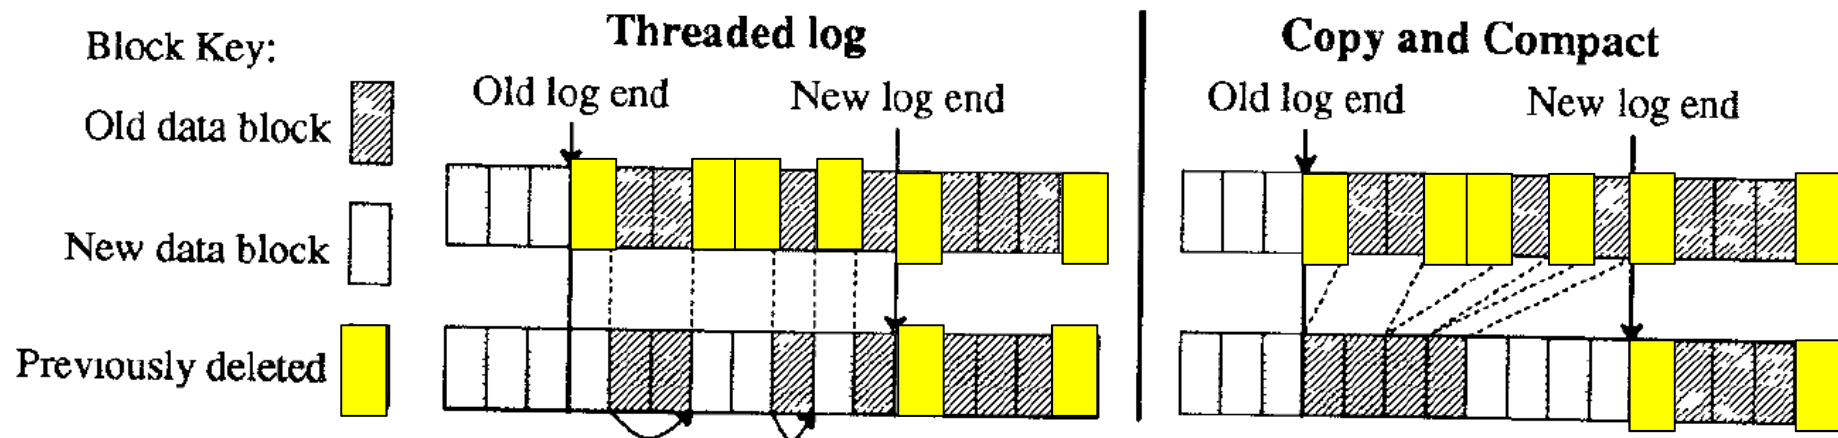 Block Key:
Old data block
New data block
Previously deleted
Threaded log
Old log end
New log end
Copy and Compact
Old log end
New log end